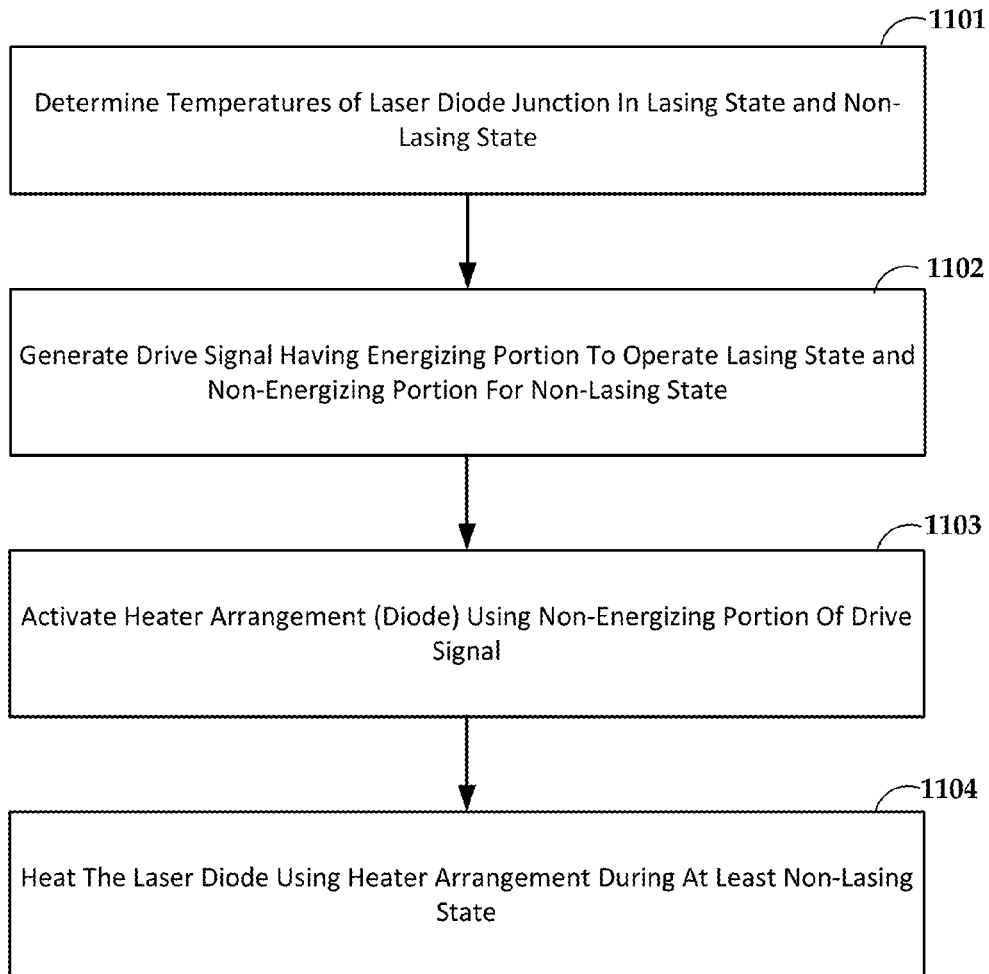 1101
Determine Temperatures of Laser Diode Junction In Lasing State and Non-
Lasing State
1102
Generate Drive Signal Having Energizing Portion To Operate Lasing State and
Non-Energizing Portion For Non-Lasing State
1103
Activate Heater Arrangement (Diode) Using Non-Energizing Portion Of Drive
Signal
1104
Heat The Laser Diode Using Heater Arrangement During At Least Non-Lasing
State